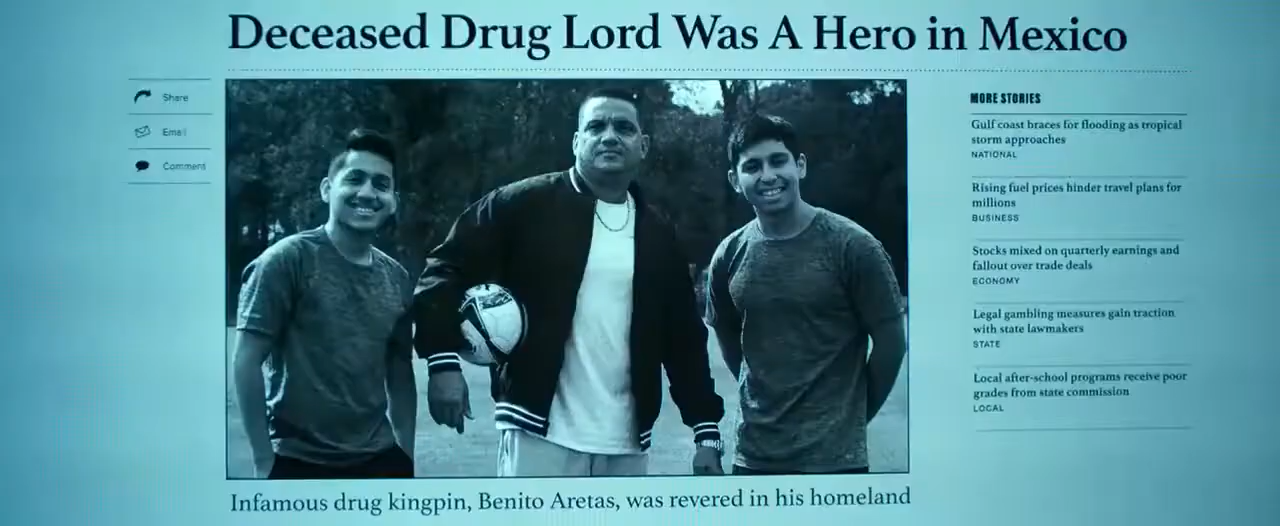 Deceased Drug Lord Was A Hero in Mexico
Share
Email
Comment
MORE STORIES
Gulf coast braces for flooding as tropical
storm approaches
NATIONAL
Rising fuel prices hinder travel plans for
millions
BUSINESS
Stocks mixed on quarterly earnings and
fallout over trade deals
ECONOMY
Legal gambling measures gain traction
with state lawmakers
STATE
Local after-school programs receive poor
grades from state commission
LOCAL
Infamous drug kingpin, Benito Aretas, was revered in his homeland